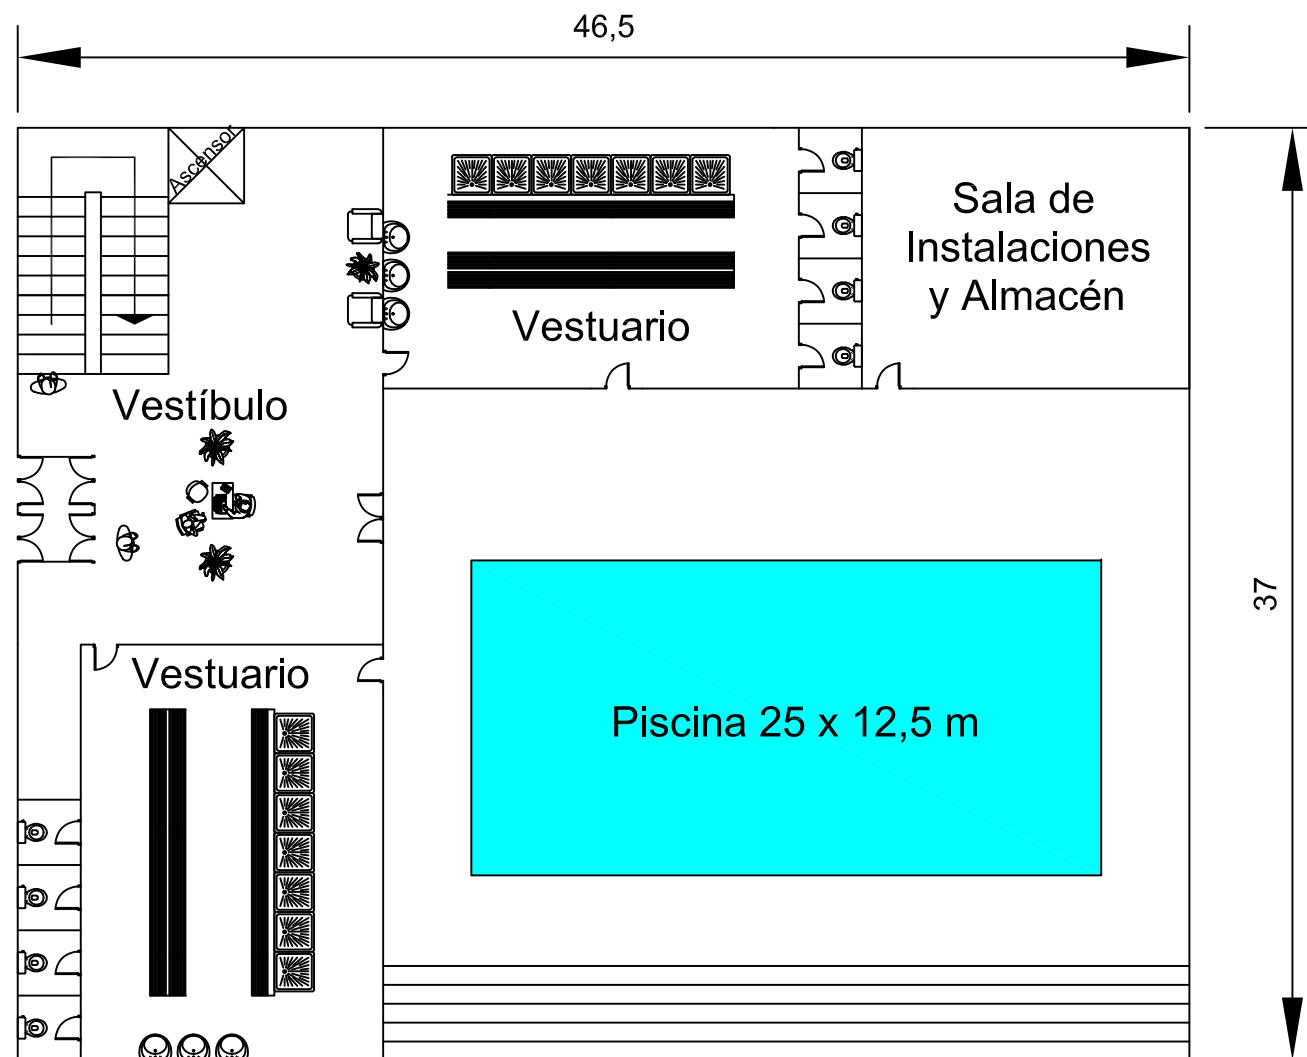 46,5
Ascensor
Sala de
Instalaciones
y Almacén
Vestuario
Vestíbulo
37
Vestuario
Piscina 25 x 12,5 m